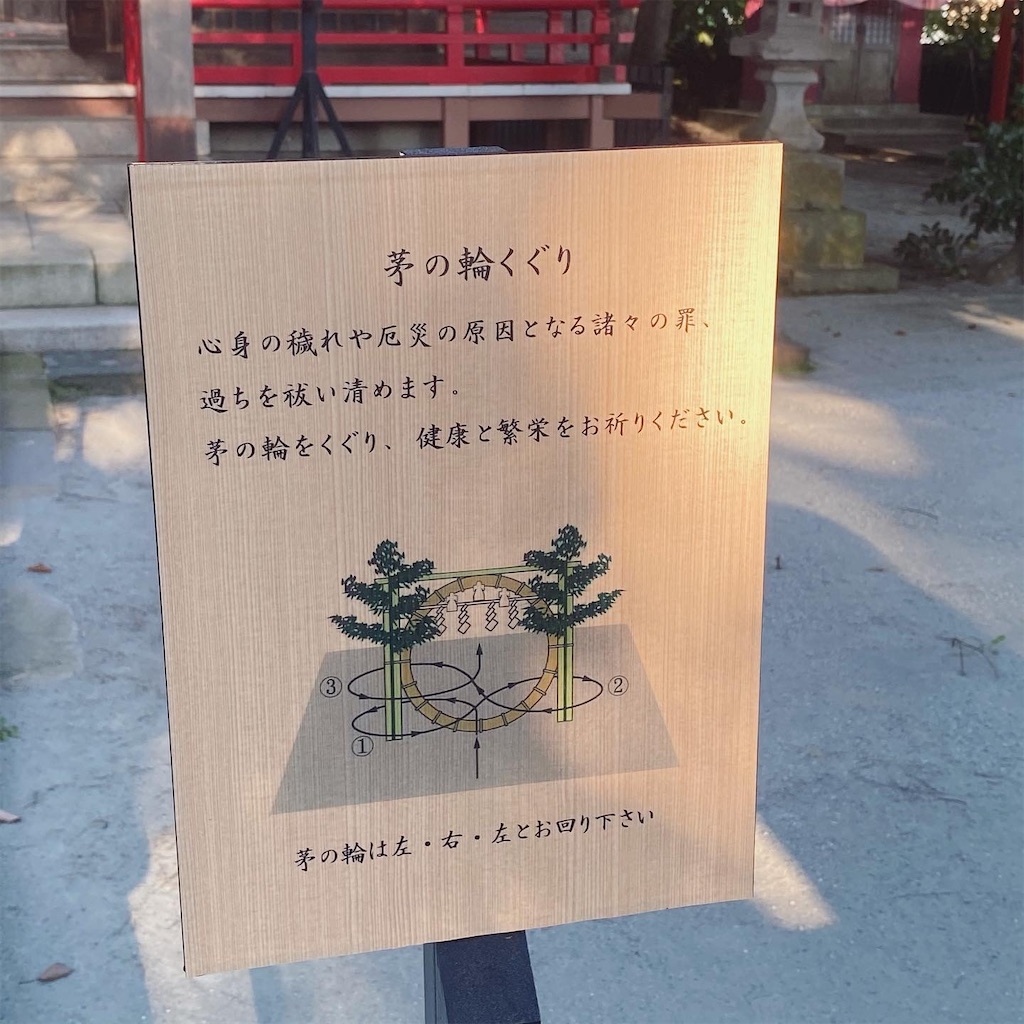 茅の輪くぐり
心身の穢れや厄災の原因となる諸々の罪、
過ちを祓い清めます。
茅の輪をくぐり、健康と繁栄をお祈りください。
③
②
①
茅の輪は左・右・左とお回り下さい